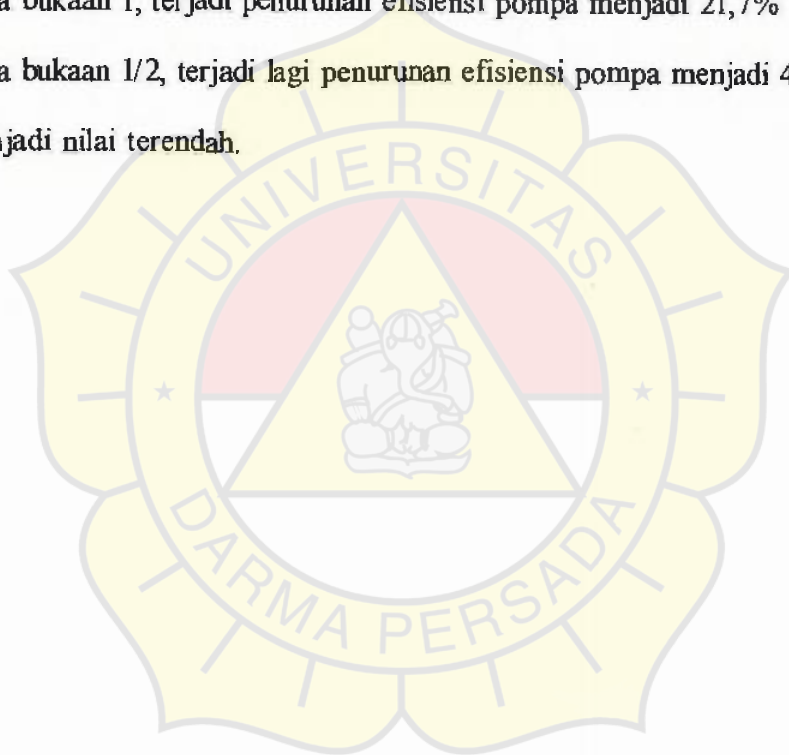 bukaan 1, terjadi penurunan efisiensi pompa menjadi 21,7%
bukaan 1/2, terjadi lagi penurunan efisiensi pompa menjadi 4
jadi nilai terendah.
UNIVERSITAS
DARMA PERSADA